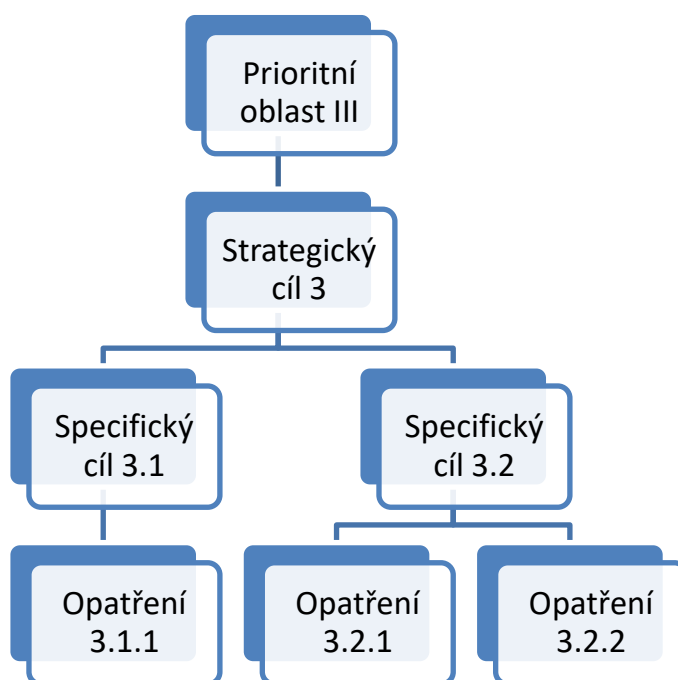 Prioritní
oblast III
Strategický
cíl 3
Specifický
cíl 3.1
Specifický
cíl 3.2
Opatření
3.1.1
Opatření
3.2.1
Opatření
3.2.2